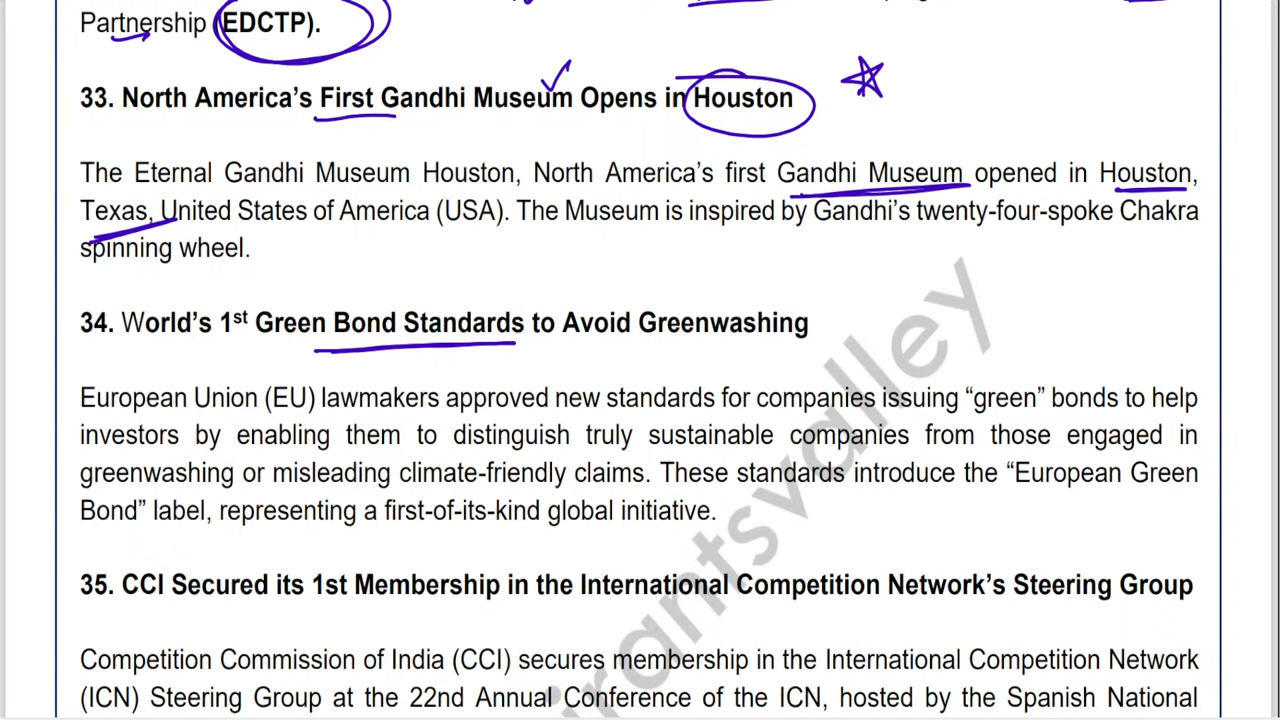 Partnership (EDCTP).
33. North America's First Gandhi Museum Opens in Houston
The Eternal Gandhi Museum Houston, North America's first Gandhi Museum opened in Houston,
Texas, United States of America (USA). The Museum is inspired by Gandhi's twenty-four-spoke Chakra
spinning wheel.
34. World's 1st Green Bond Standards to Avoid Greenwashing
European Union (EU) lawmakers approved new standards for companies issuing “green” bonds to help
investors by enabling them to distinguish truly sustainable companies from those engaged in
greenwashing or misleading climate-friendly claims. These standards introduce the “European Green
Bond” label, representing a first-of-its-kind global initiative.
35. CCI Secured its 1st Membership in the International Competition Network's Steering Group
Competition Commission of India (CCI) secures membership in the International Competition Network
(ICN) Steering Group at the 22nd Annual Conference of the ICN, hosted by the Spanish National
irantsvalley